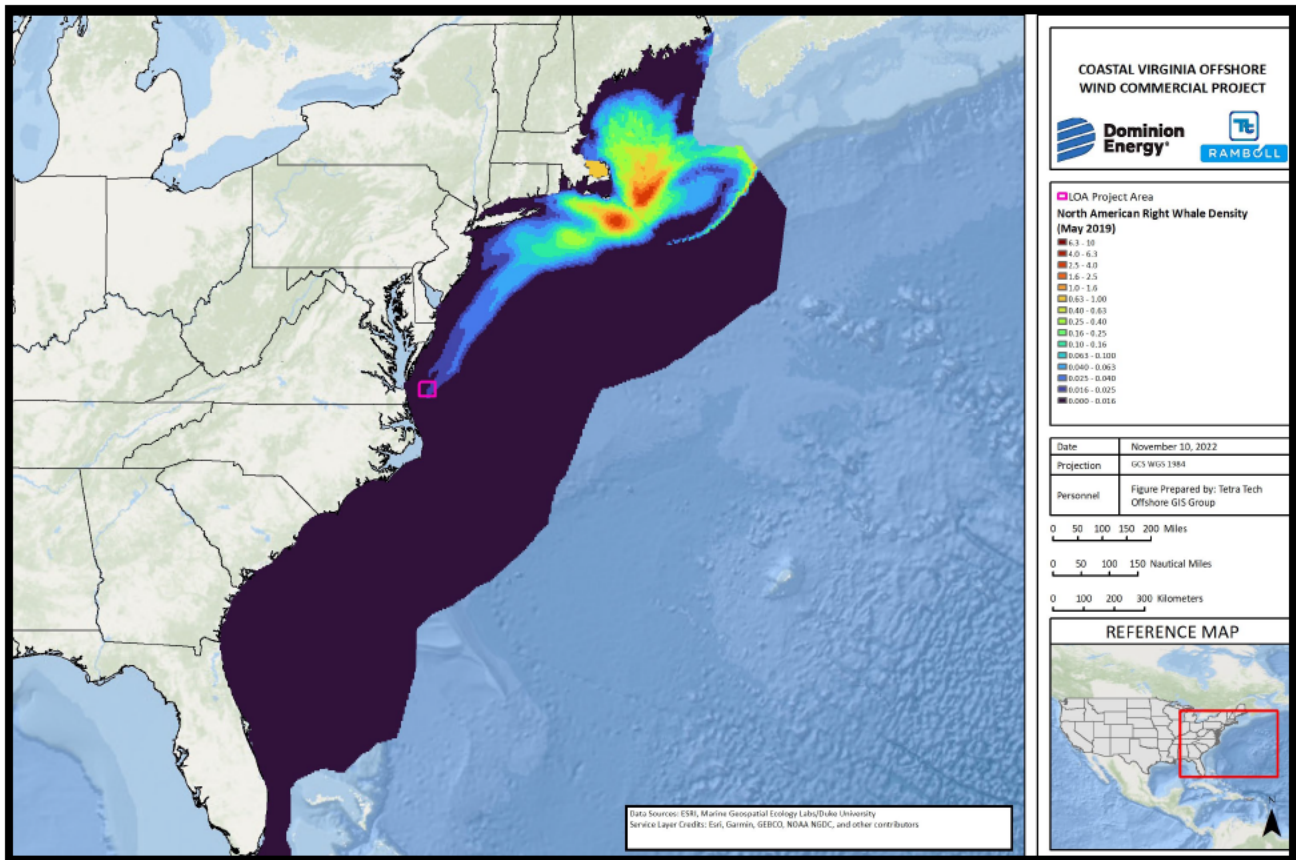 COASTAL VIRGINIA OFFSHORE
WIND COMMERCIAL PROJECT
Dominion
Energy®
Tt
RAMBOLL
LOA Project Area
North American Right Whale Density
(May 2019)
6.3 - 10
4.0 - 6.3
2.5 - 4.0
1.6 - 2.5
1.0 - 1.6
0.63 - 1.00
0.40 - 0.63
0.25 - 0.40
0.16 - 0.25
0.10 - 0.16
0.063 - 0.100
0.040 - 0.063
0.025 - 0.040
0.016 - 0.025
0.000 - 0.016
Date November 10, 2022
Projection GCS WGS 1984
Personnel Figure Prepared by: Tetra Tech
Offshore GIS Group
0 50 100 150 200 Miles
0 50 100 150 Nautical Miles
0 100 200 300 Kilometers
REFERENCE MAP
N
Data Sources: ESRI, Marine Geospatial Ecology Labs/Duke University
Service Layer Credits: Esri, Garmin, GEBCO, NOAA NGDC, and other contributors